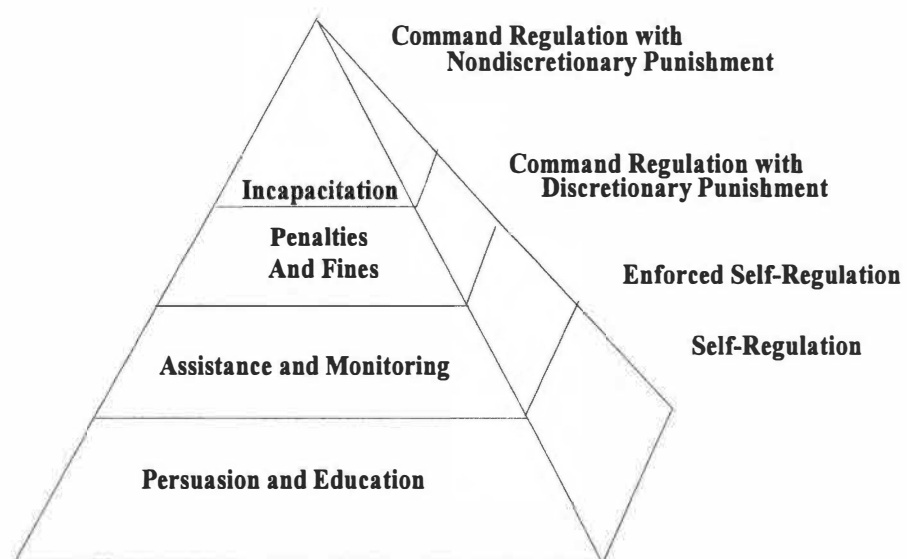 Command Regulation with
Nondiscretionary Punishment
Command Regulation with
Discretionary Punishment
Incapacitation
Penalties
And Fines
Enforced Self-Regulation
Self-Regulation
Assistance and Monitoring
Persuasion and Education